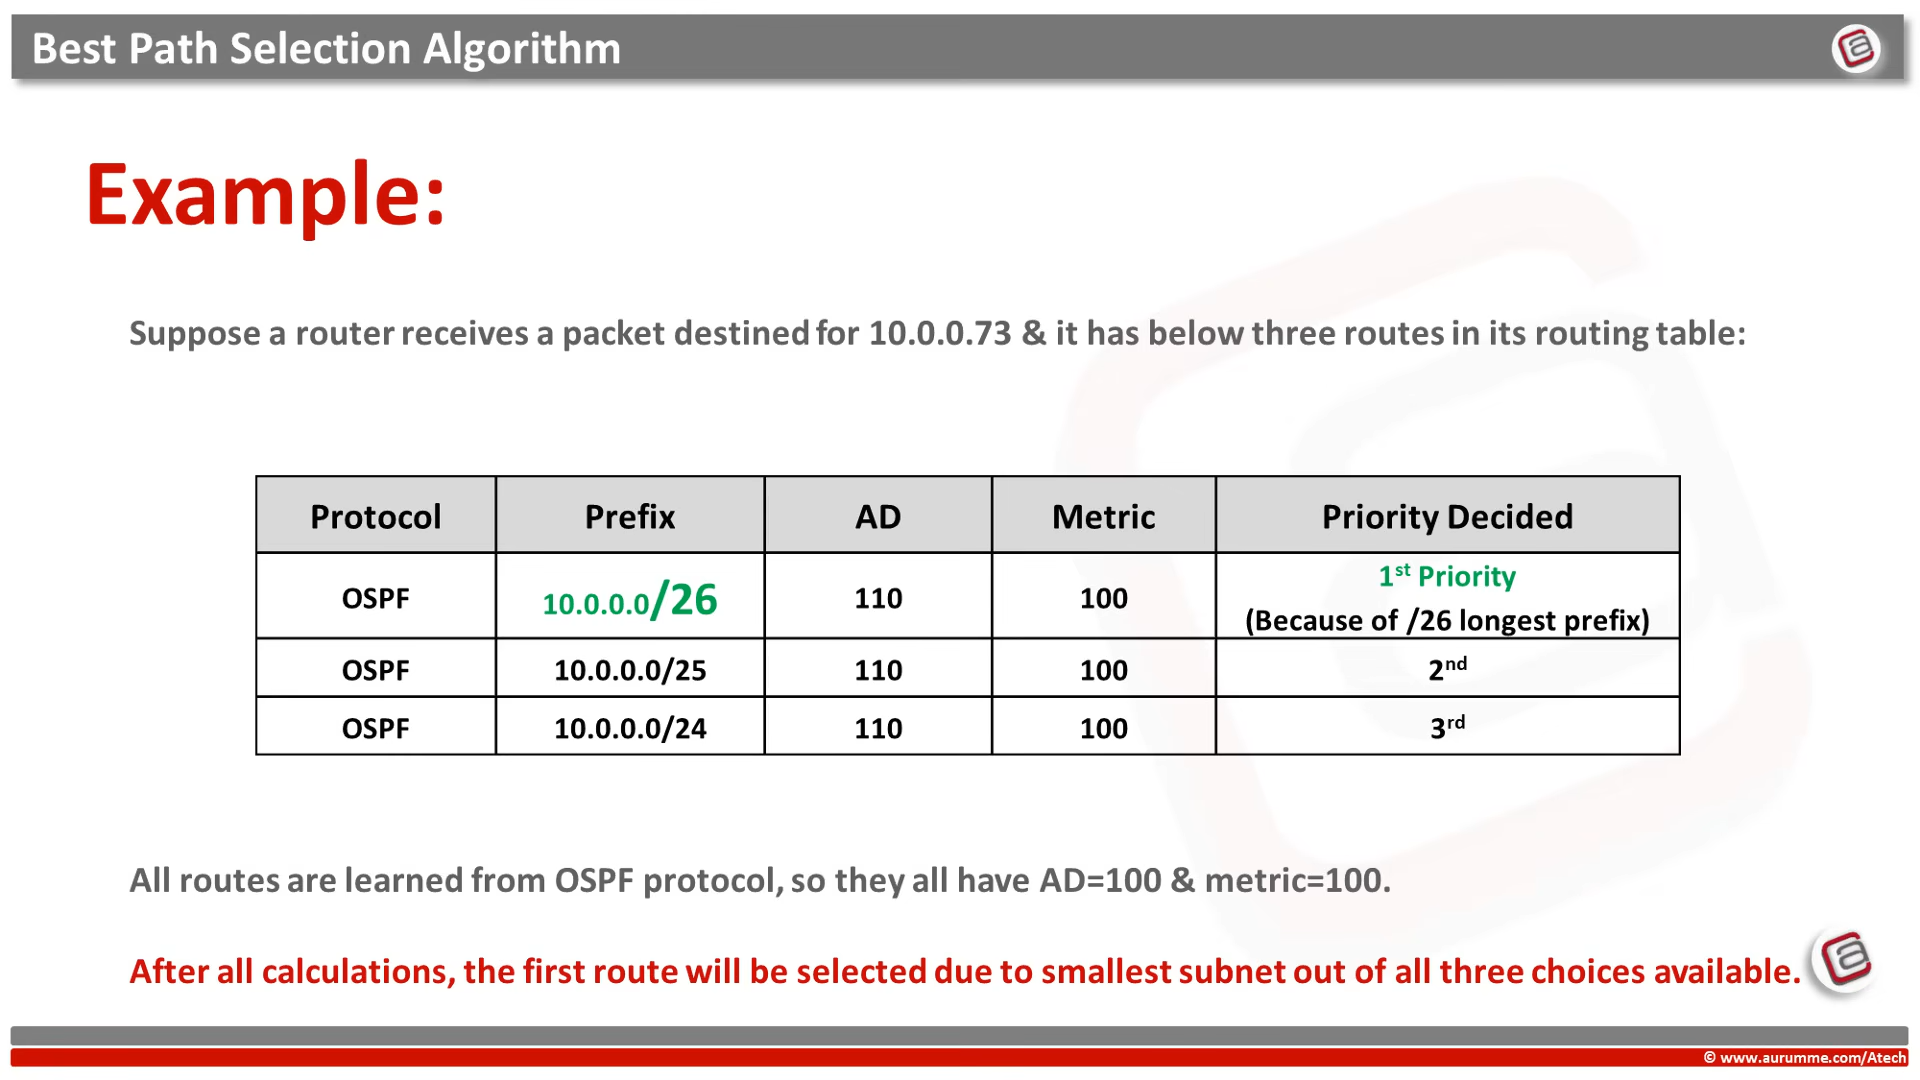 Best Path Selection Algorithm
Example:
Suppose a router receives a packet destined for 10.0.0.73 & it has below three routes in its routing table:
Protocol Prefix AD Metric Priority Decided
OSPF 10.0.0.0/26 110 100 1st Priority
(Because of /26 longest prefix)
OSPF 10.0.0.0/25 110 100 2nd
OSPF 10.0.0.0/24 110 100 3rd
All routes are learned from OSPF protocol, so they all have AD=100 & metric=100.
After all calculations, the first route will be selected due to smallest subnet out of all three choices available.
© www.aurumme.com/Atech